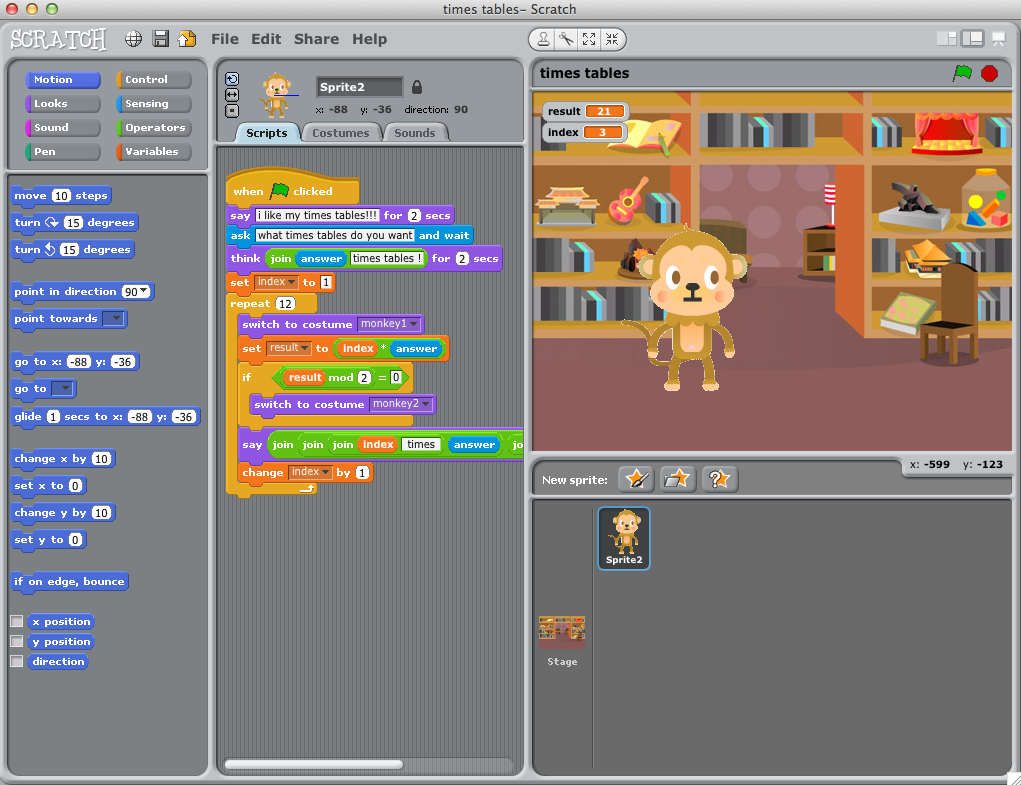 times tables- Scratch
SCRATCH File Edit Share Help
Motion Control
Looks Sensing
Sound Operators
Pen Variables
move 10 steps
turn 15 degrees
turn 15 degrees
point in direction 90
point towards
go to x: -88 y: -36
go to
glide 1 secs to x: -88 y: -36
change x by 10
set x to 0
change y by 10
set y to 0
if on edge, bounce
x position
y position
direction
Sprite2
x: -88 y: -36 direction: 90
Scripts Costumes Sounds
when clicked
say i like my times tables!!! for 2 secs
ask what times tables do you want and wait
think join answer times tables ! for 2 secs
set index to 1
repeat 12
switch to costume monkey1
set result to index * answer
if result mod 2 = 0
switch to costume monkey2
say join join join index times answer jo
change index by 1
times tables
result 21
index 3
x: -599 y: -123
New sprite:
Sprite2
Stage